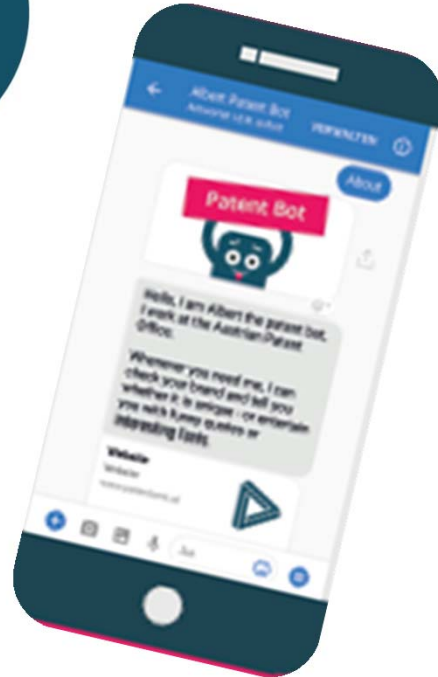 Albert Patent Bot
VERWALTEN
About
Patent Bot
Hello, I am Albert the patent bot,
I work at the Austrian Patent
Office.
Whenever you need me, I can
check your brand and tell you
whether it is unique - or entertain
you with funny quotes or
interesting facts.
Website
Website
Aa